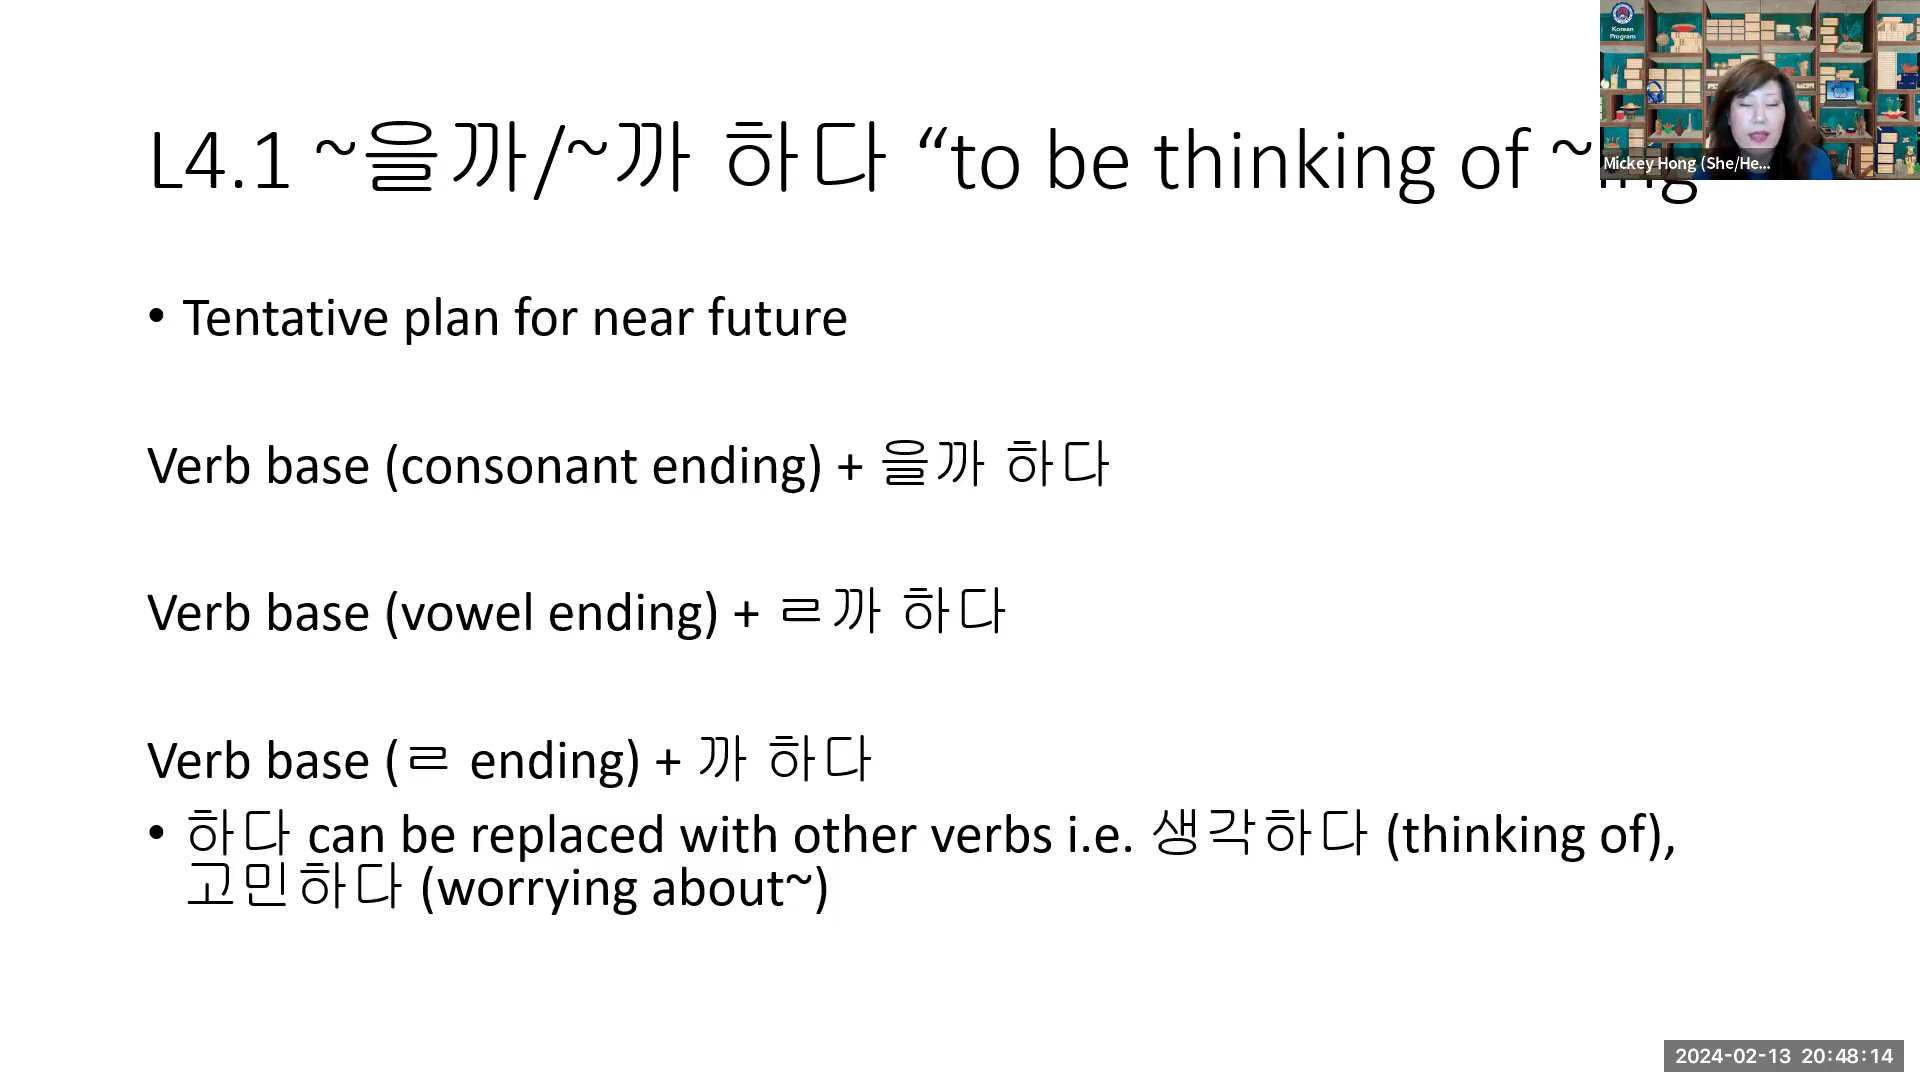 Korean
Program
Mickey Hong (She/He...
L4.1 ~을까/~까 하다 “to be thinking of ~ing
• Tentative plan for near future
Verb base (consonant ending) + 을까 하다
Verb base (vowel ending) + ㄹ까 하다
Verb base (ㄹ ending) + 까 하다
• 하다 can be replaced with other verbs i.e. 생각하다 (thinking of),
고민하다 (worrying about~)
2024-02-13 20:48:14